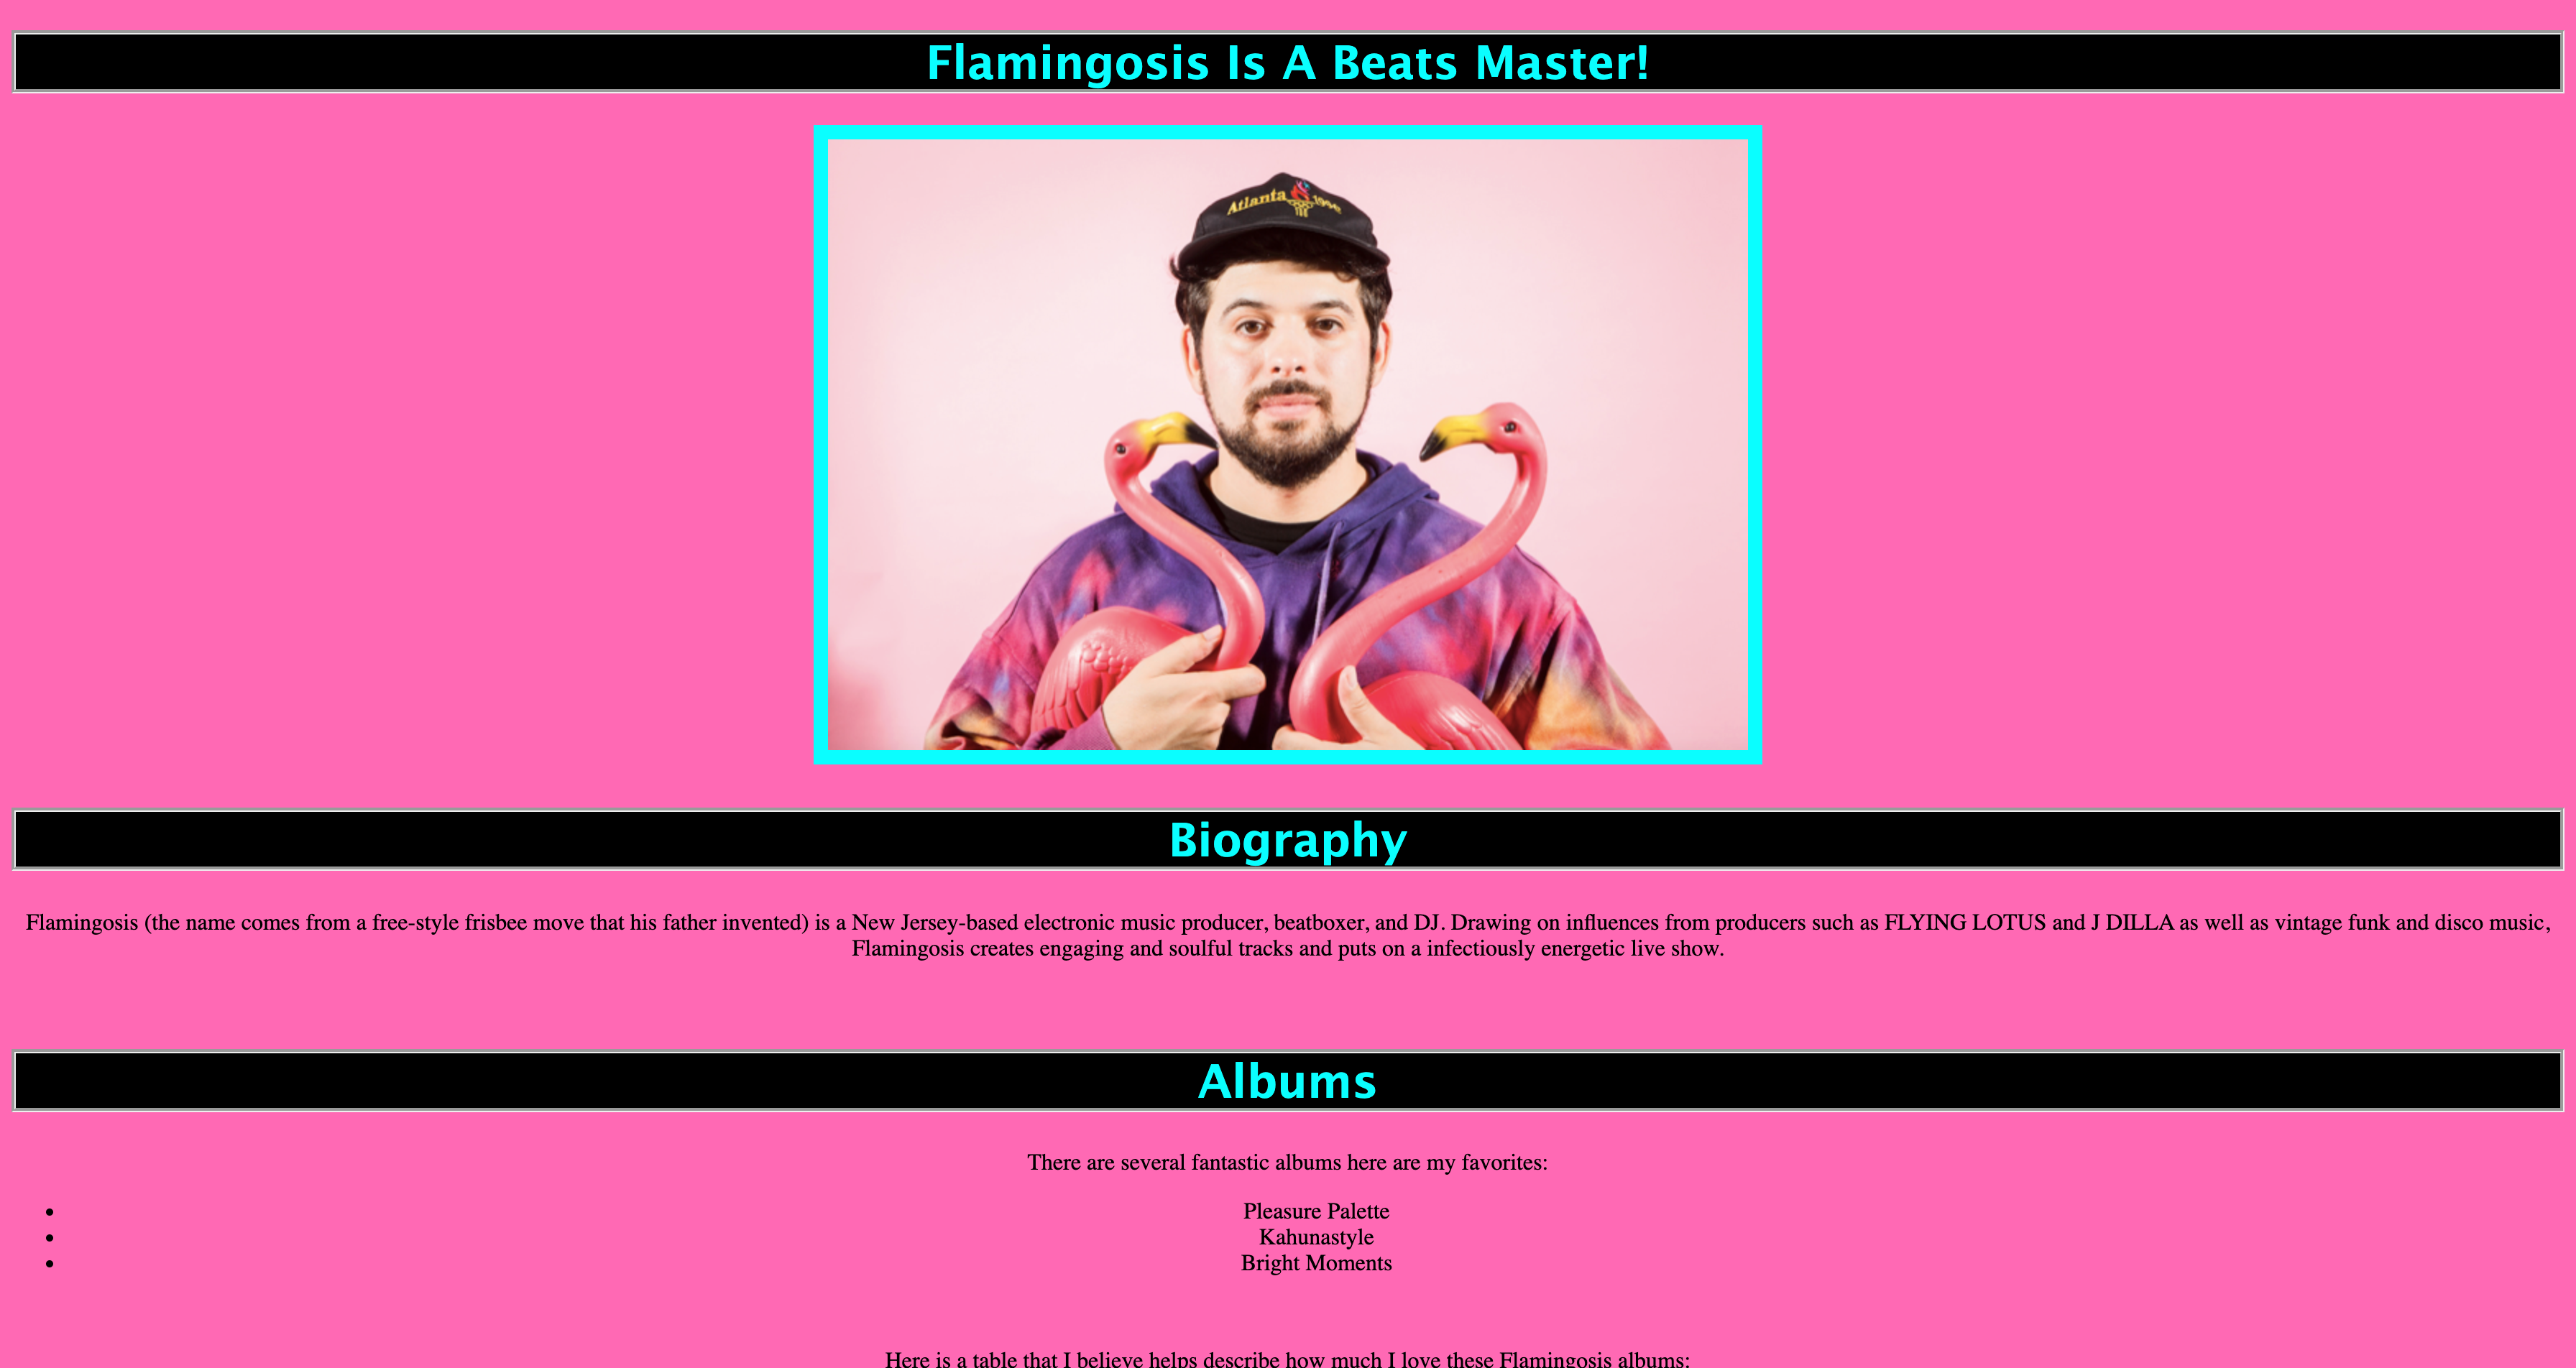 Flamingosis Is A Beats Master!
Atlanta 1996
Biography
Flamingosis (the name comes from a free-style frisbee move that his father invented) is a New Jersey-based electronic music producer, beatboxer, and DJ. Drawing on influences from producers such as FLYING LOTUS and J DILLA as well as vintage funk and disco music,
Flamingosis creates engaging and soulful tracks and puts on a infectiously energetic live show.
Albums
There are several fantastic albums here are my favorites:
Pleasure Palette
Kahunastyle
Bright Moments
Here is a table that I believe helps describe how much I love these Flamingosis albums: